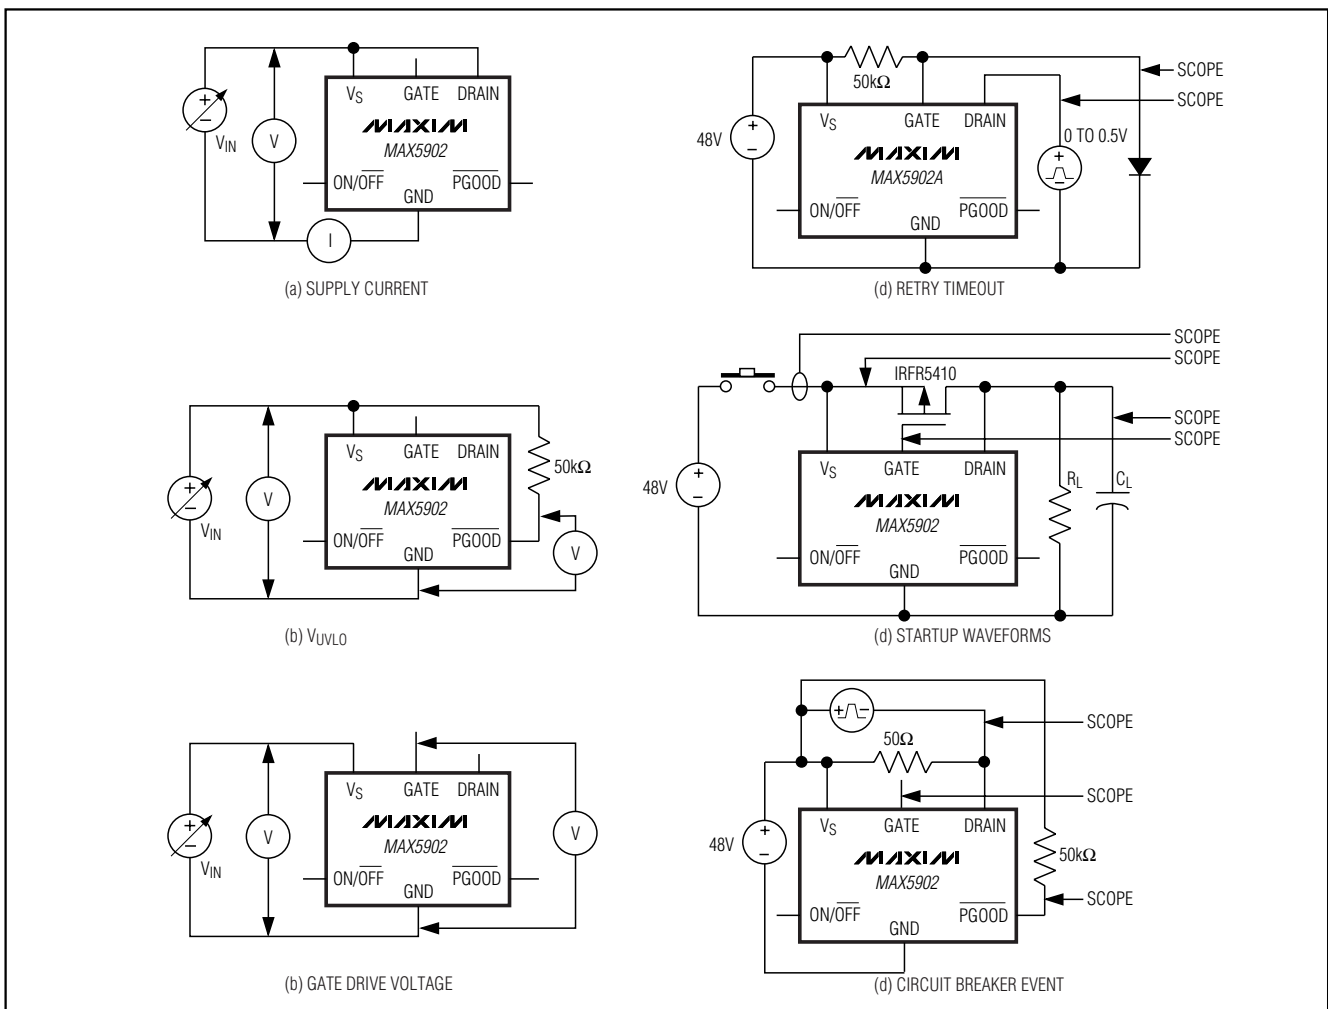 VS GATE DRAIN
MAXIM
MAX5902
ON/OFF PGOOD
GND
VIN
V
I
(a) SUPPLY CURRENT
VS GATE DRAIN
MAXIM
MAX5902
ON/OFF PGOOD
GND
VIN
V
50kΩ
V
(b) VUVLO
VS GATE DRAIN
MAXIM
MAX5902
ON/OFF PGOOD
GND
VIN
V
V
(b) GATE DRIVE VOLTAGE
50kΩ
SCOPE
SCOPE
VS GATE DRAIN
48V
0 TO 0.5V
MAXIM
MAX5902A
ON/OFF PGOOD
GND
(d) RETRY TIMEOUT
SCOPE
SCOPE
IRFR5410
SCOPE
SCOPE
VS GATE DRAIN
48V
RL CL
MAXIM
MAX5902
ON/OFF PGOOD
GND
(d) STARTUP WAVEFORMS
SCOPE
50Ω
SCOPE
VS GATE DRAIN
48V
MAXIM
MAX5902
50kΩ
SCOPE
ON/OFF PGOOD
GND
(d) CIRCUIT BREAKER EVENT